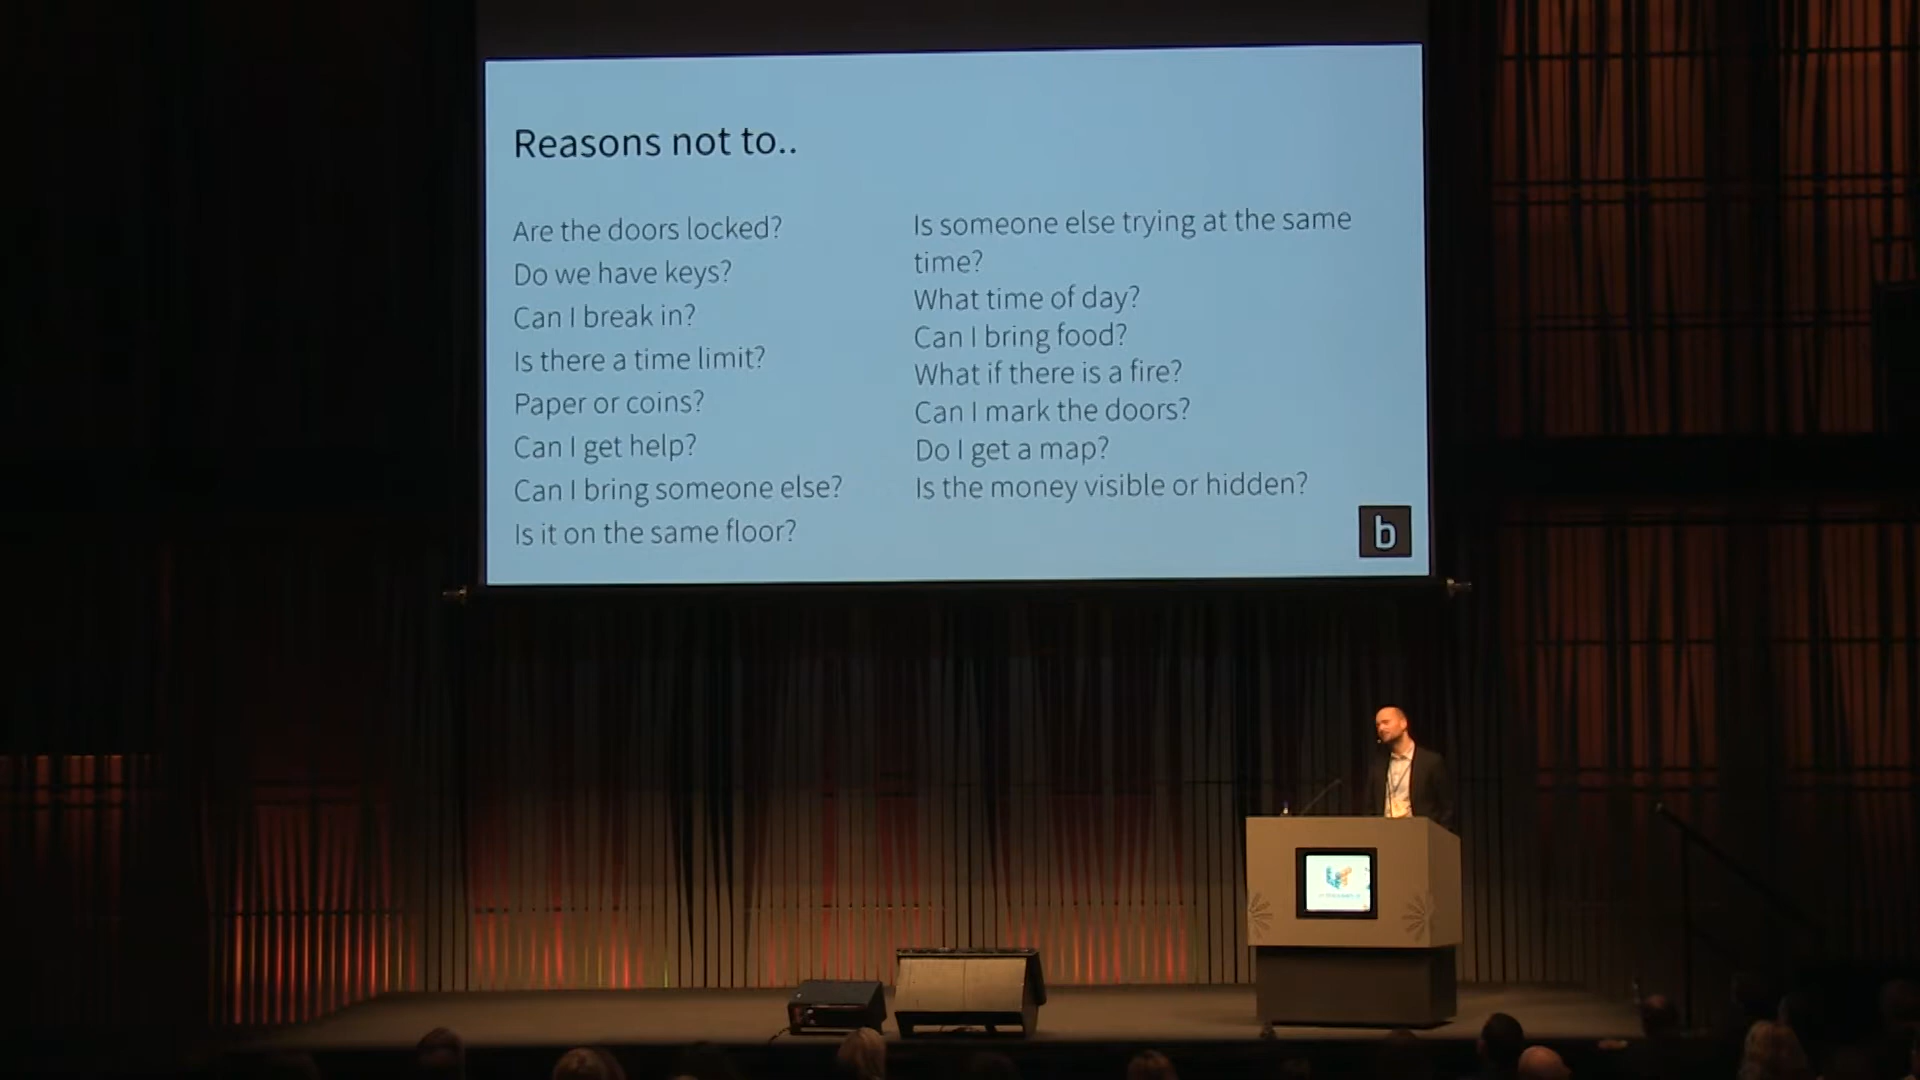 Reasons not to..
Are the doors locked?
Do we have keys?
Can I break in?
Is there a time limit?
Paper or coins?
Can I get help?
Can I bring someone else?
Is it on the same floor?
Is someone else trying at the same
time?
What time of day?
Can I bring food?
What if there is a fire?
Can I mark the doors?
Do I get a map?
Is the money visible or hidden?
b